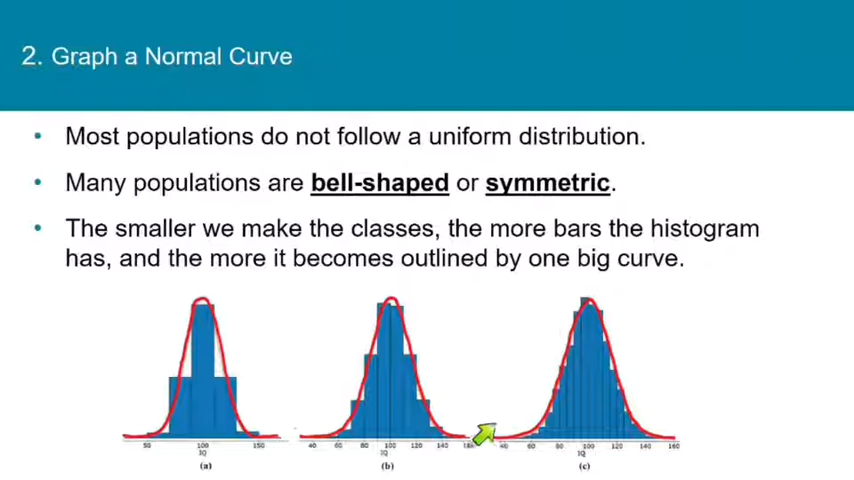 2. Graph a Normal Curve
• Most populations do not follow a uniform distribution.
• Many populations are bell-shaped or symmetric.
• The smaller we make the classes, the more bars the histogram
has, and the more it becomes outlined by one big curve.
50 100 150
IQ
(a)
40 60 80 100 120 140
IQ
(b)
40 60 80 100 120 140 160
IQ
(c)